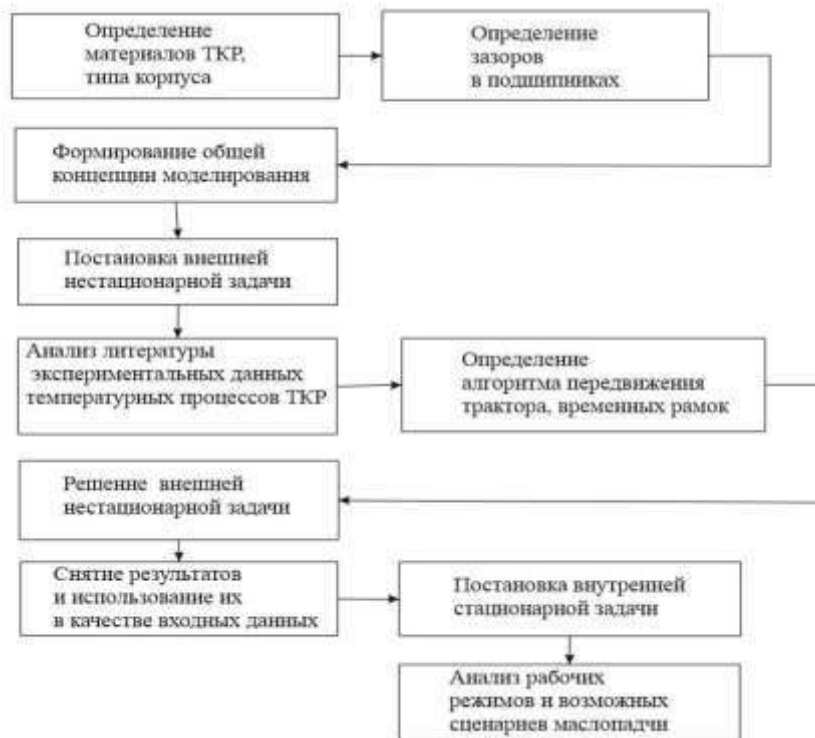 Определение
материалов ТКР,
типа корпуса
Определение
зазоров
в подшипниках
Формирование общей
концепции моделирования
Постановка внешней
нестационарной задачи
Анализ литературы
экспериментальных данных
температурных процессов ТКР
Определение
алгоритма передвижения
трактора, временных рамок
Решение внешней
нестационарной задачи
Снятие результатов
и использование их
в качестве входных данных
Постановка внутренней
стационарной задачи
Анализ рабочих
режимов и возможных
сценариев маслопадчи